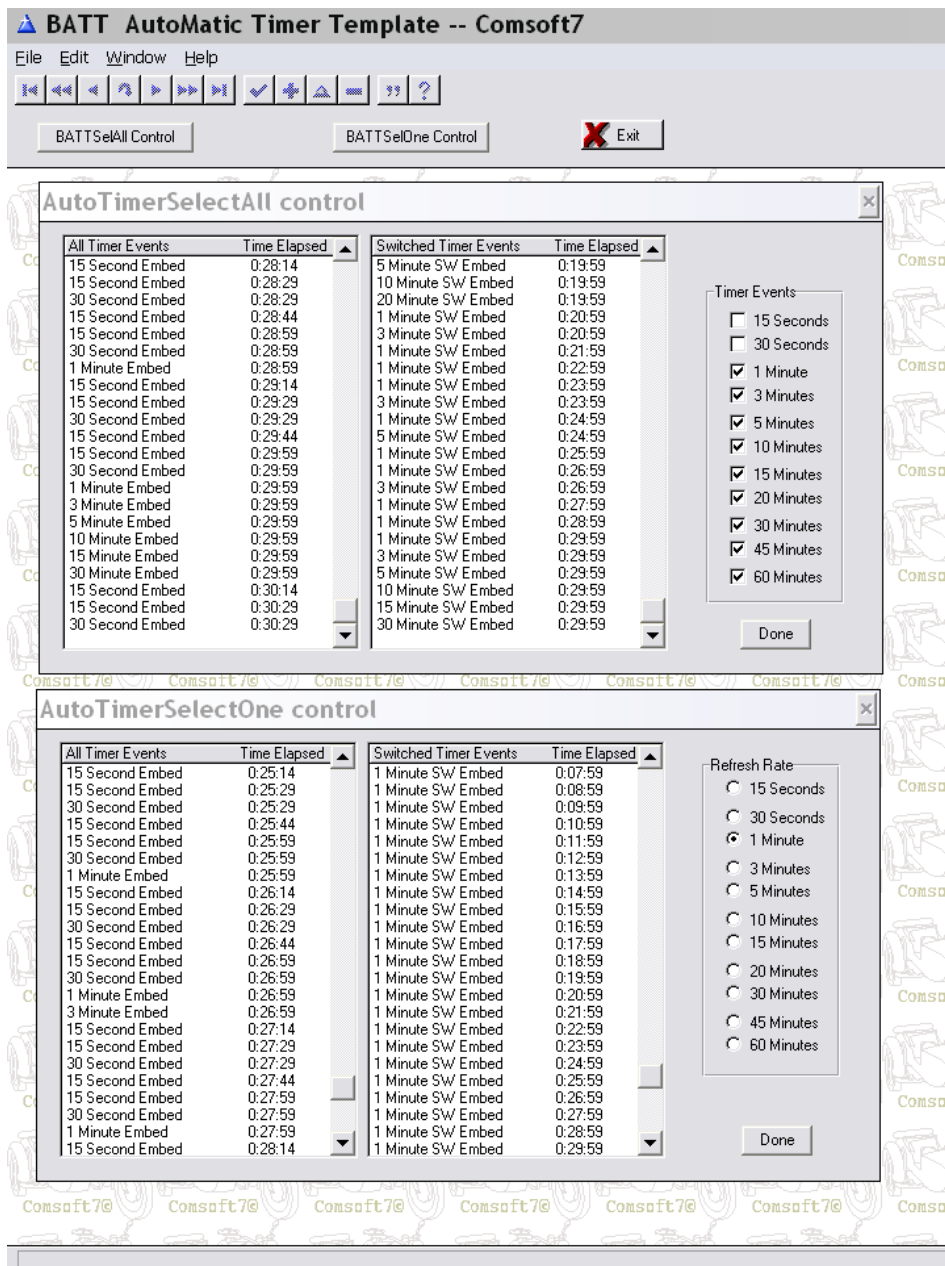 BATT AutoMatic Timer Template -- Comsoft7
File Edit Window Help
BATTSelAll Control BATTSelOne Control Exit
AutoTimerSelectAll control
All Timer Events Time Elapsed Switched Timer Events Time Elapsed
15 Second Embed 0:28:14 5 Minute SW Embed 0:19:59
15 Second Embed 0:28:29 10 Minute SW Embed 0:19:59
30 Second Embed 0:28:29 20 Minute SW Embed 0:19:59
15 Second Embed 0:28:44 1 Minute SW Embed 0:20:59
15 Second Embed 0:28:59 3 Minute SW Embed 0:20:59
30 Second Embed 0:28:59 1 Minute SW Embed 0:21:59
1 Minute Embed 0:28:59 1 Minute SW Embed 0:22:59
15 Second Embed 0:29:14 1 Minute SW Embed 0:23:59
15 Second Embed 0:29:29 3 Minute SW Embed 0:23:59
30 Second Embed 0:29:29 1 Minute SW Embed 0:24:59
15 Second Embed 0:29:44 5 Minute SW Embed 0:24:59
15 Second Embed 0:29:59 1 Minute SW Embed 0:25:59
30 Second Embed 0:29:59 1 Minute SW Embed 0:26:59
1 Minute Embed 0:29:59 3 Minute SW Embed 0:26:59
3 Minute Embed 0:29:59 1 Minute SW Embed 0:27:59
5 Minute Embed 0:29:59 1 Minute SW Embed 0:28:59
10 Minute Embed 0:29:59 1 Minute SW Embed 0:29:59
15 Minute Embed 0:29:59 3 Minute SW Embed 0:29:59
30 Minute Embed 0:29:59 5 Minute SW Embed 0:29:59
15 Second Embed 0:30:14 10 Minute SW Embed 0:29:59
15 Second Embed 0:30:29 15 Minute SW Embed 0:29:59
30 Second Embed 0:30:29 30 Minute SW Embed 0:29:59
Timer Events
15 Seconds
30 Seconds
1 Minute
3 Minutes
5 Minutes
10 Minutes
15 Minutes
20 Minutes
30 Minutes
45 Minutes
60 Minutes
Done
Comsoft7© Comsoft7© Comsoft7© Comsoft7© Comsoft7© Comsoft7©
AutoTimerSelectOne control
All Timer Events Time Elapsed Switched Timer Events Time Elapsed
15 Second Embed 0:25:14 1 Minute SW Embed 0:07:59
15 Second Embed 0:25:29 1 Minute SW Embed 0:08:59
30 Second Embed 0:25:29 1 Minute SW Embed 0:09:59
15 Second Embed 0:25:44 1 Minute SW Embed 0:10:59
15 Second Embed 0:25:59 1 Minute SW Embed 0:11:59
30 Second Embed 0:25:59 1 Minute SW Embed 0:12:59
1 Minute Embed 0:25:59 1 Minute SW Embed 0:13:59
15 Second Embed 0:26:14 1 Minute SW Embed 0:14:59
15 Second Embed 0:26:29 1 Minute SW Embed 0:15:59
30 Second Embed 0:26:29 1 Minute SW Embed 0:16:59
15 Second Embed 0:26:44 1 Minute SW Embed 0:17:59
15 Second Embed 0:26:59 1 Minute SW Embed 0:18:59
30 Second Embed 0:26:59 1 Minute SW Embed 0:19:59
1 Minute Embed 0:26:59 1 Minute SW Embed 0:20:59
3 Minute Embed 0:26:59 1 Minute SW Embed 0:21:59
15 Second Embed 0:27:14 1 Minute SW Embed 0:22:59
15 Second Embed 0:27:29 1 Minute SW Embed 0:23:59
30 Second Embed 0:27:29 1 Minute SW Embed 0:24:59
15 Second Embed 0:27:44 1 Minute SW Embed 0:25:59
15 Second Embed 0:27:59 1 Minute SW Embed 0:26:59
30 Second Embed 0:27:59 1 Minute SW Embed 0:27:59
1 Minute Embed 0:27:59 1 Minute SW Embed 0:28:59
15 Second Embed 0:28:14 1 Minute SW Embed 0:29:59
Refresh Rate
15 Seconds
30 Seconds
1 Minute
3 Minutes
5 Minutes
10 Minutes
15 Minutes
20 Minutes
30 Minutes
45 Minutes
60 Minutes
Done
Comsoft7© Comsoft7© Comsoft7© Comsoft7© Comsoft7© Comsoft7©